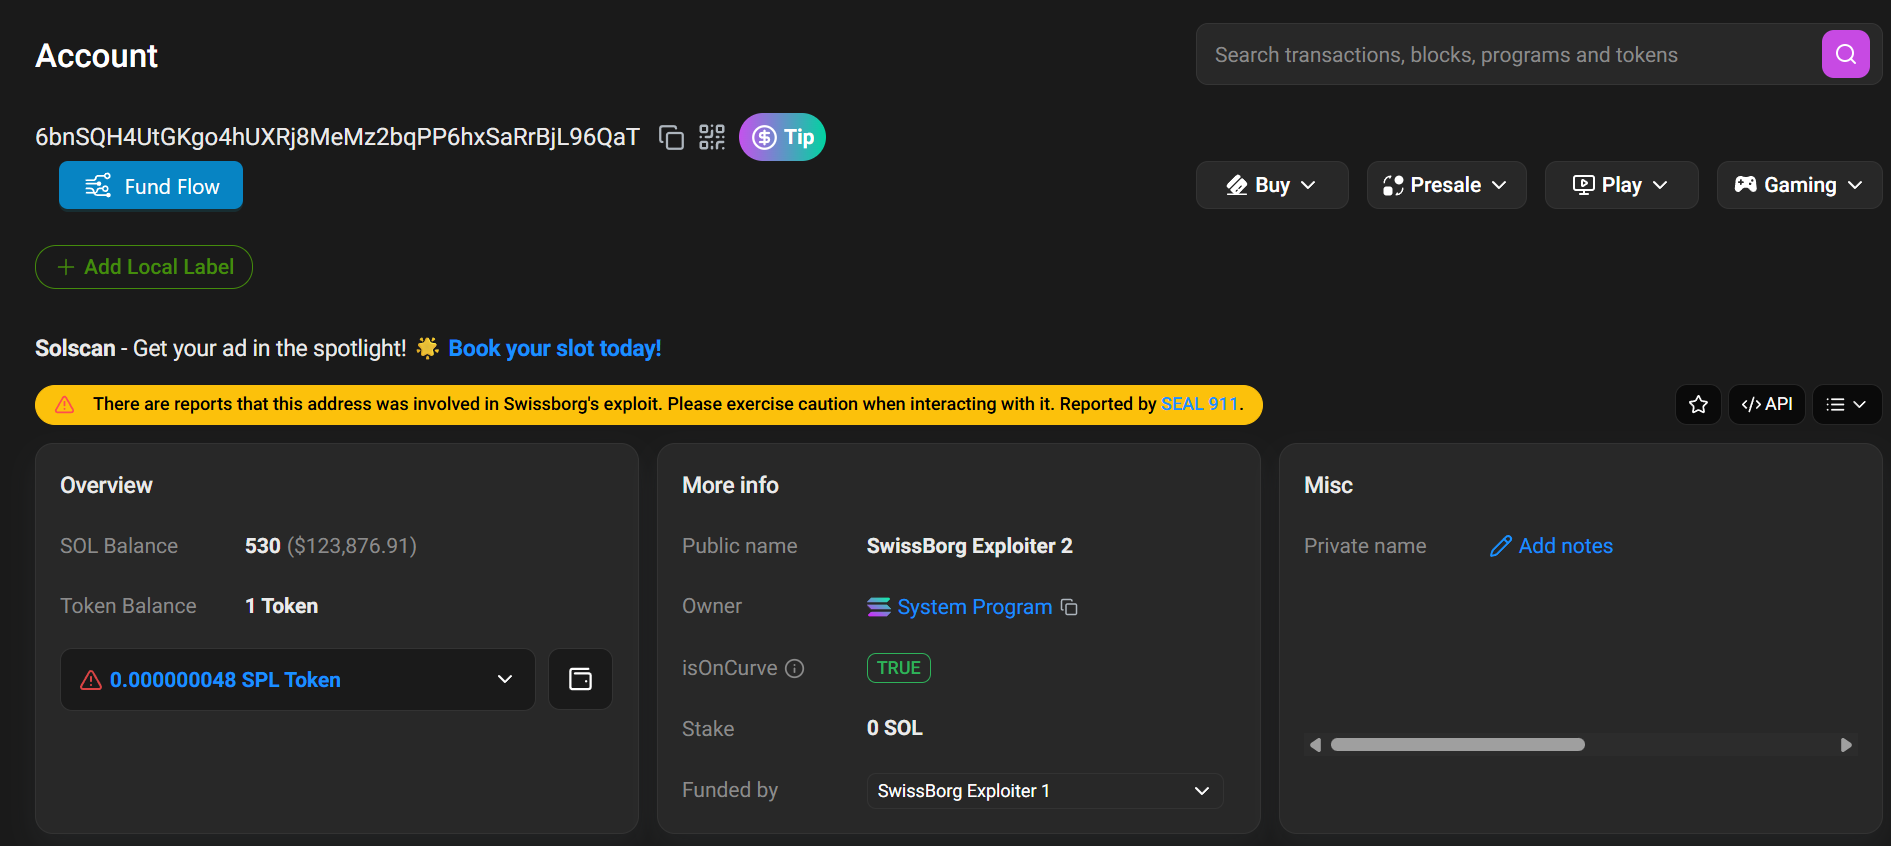 Account
Search transactions, blocks, programs and tokens
6bnSQH4UtGKgo4hUXRj8MeMz2bqPP6hxSaRrBjL96QaT
Tip
Fund Flow
Buy
Presale
Play
Gaming
+ Add Local Label
Solscan - Get your ad in the spotlight! 🌟 Book your slot today!
There are reports that this address was involved in Swissborg's exploit. Please exercise caution when interacting with it. Reported by SEAL 911.
</> API
Overview
SOL Balance 530 ($123,876.91)
Token Balance 1 Token
0.000000048 SPL Token
More info
Public name SwissBorg Exploiter 2
Owner System Program
isOnCurve TRUE
Stake 0 SOL
Funded by SwissBorg Exploiter 1
Misc
Private name Add notes